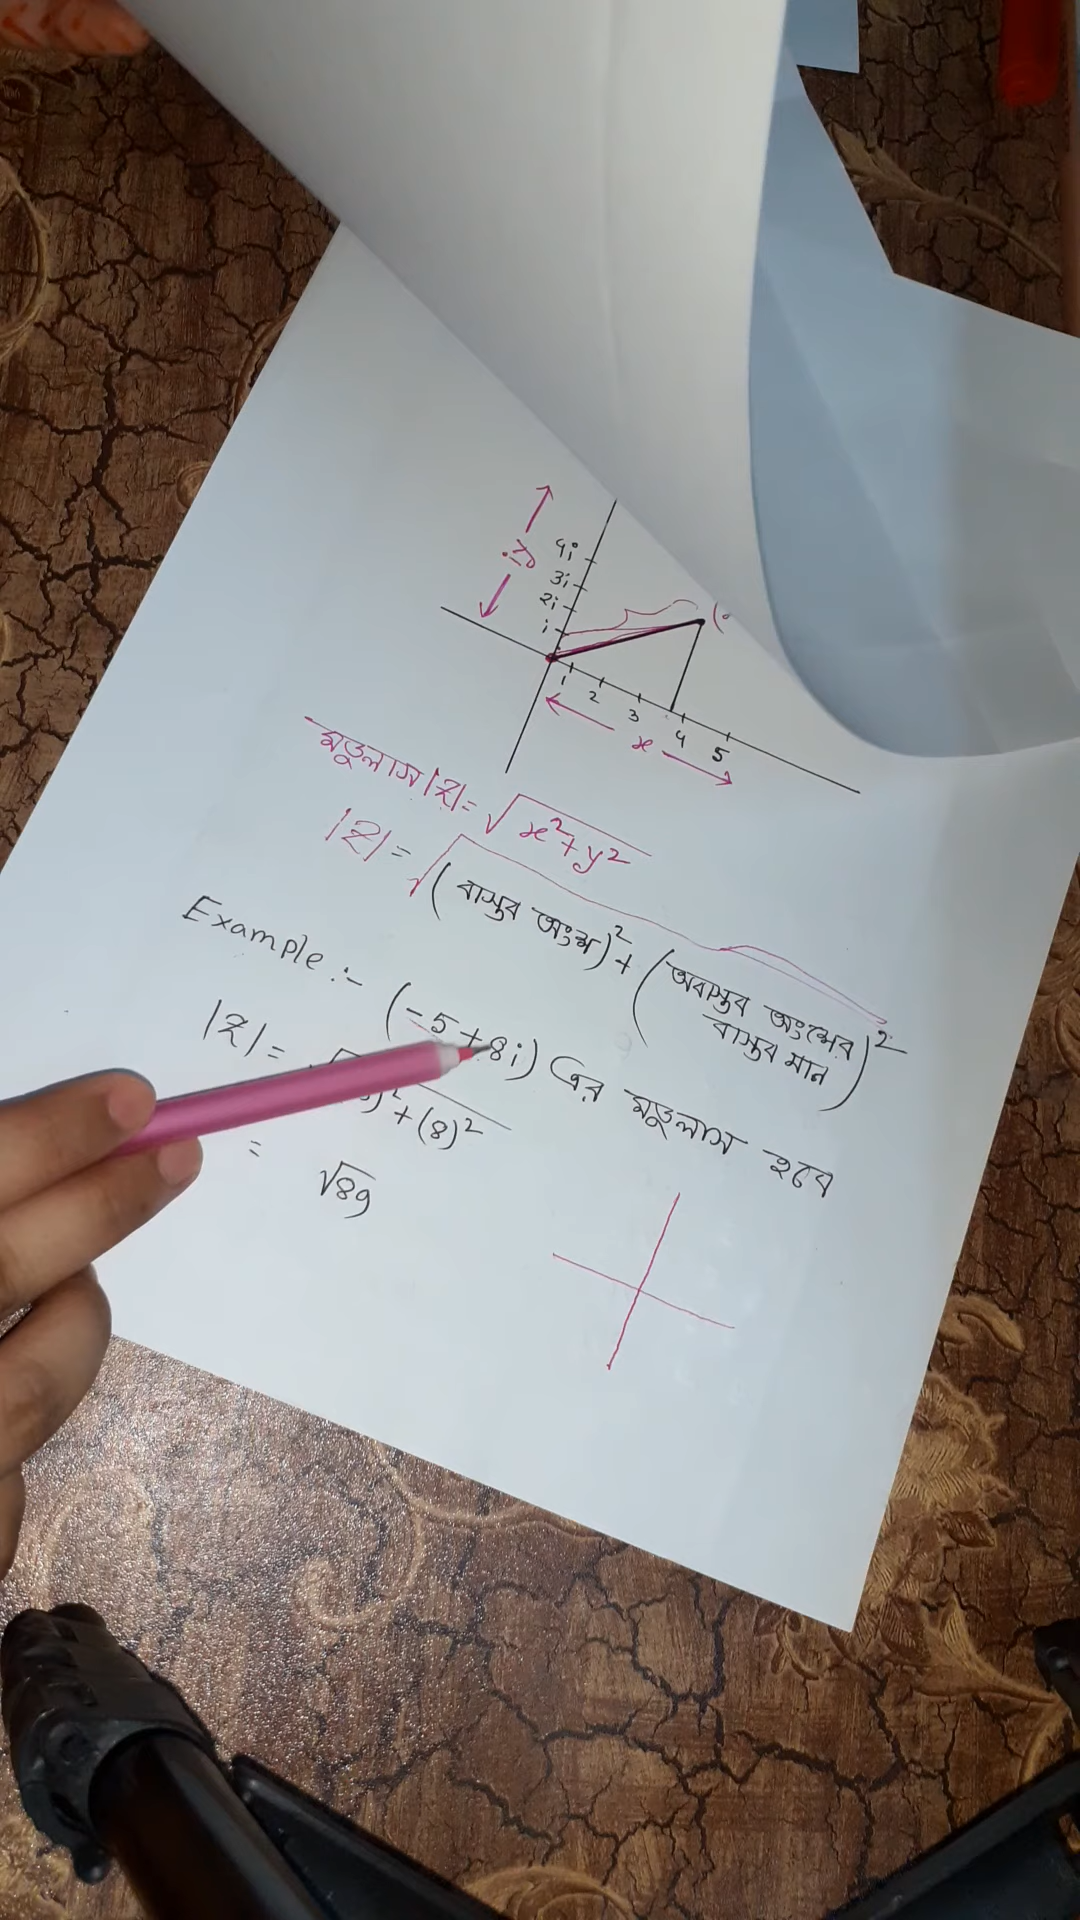 4i
3i
2i
i
1 2 3 4 5
x
মডুলাস |Z| = √x²+y²
|Z| = √(বাস্তব অংশ)² + (অবাস্তব অংশের বাস্তব মান)²
Example :- (-5+8i) এর মডুলাস হবে
|Z| = √ )² + (8)²
= √89